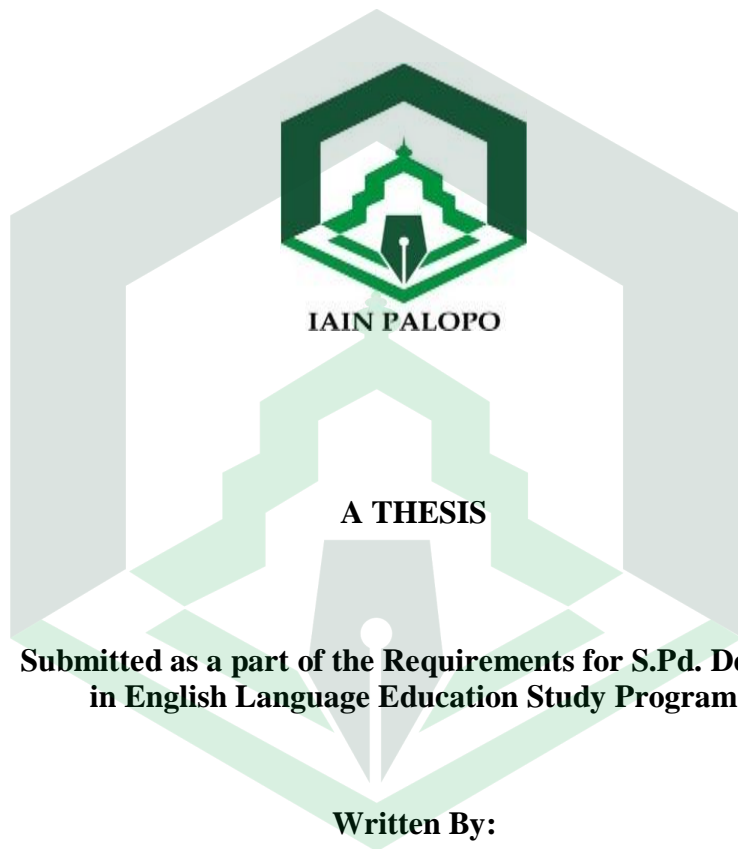 IAIN PALOPO
A THESIS
Submitted as a part of the Requirements for S.Pd.
in English Language Education Study Program
Written By: